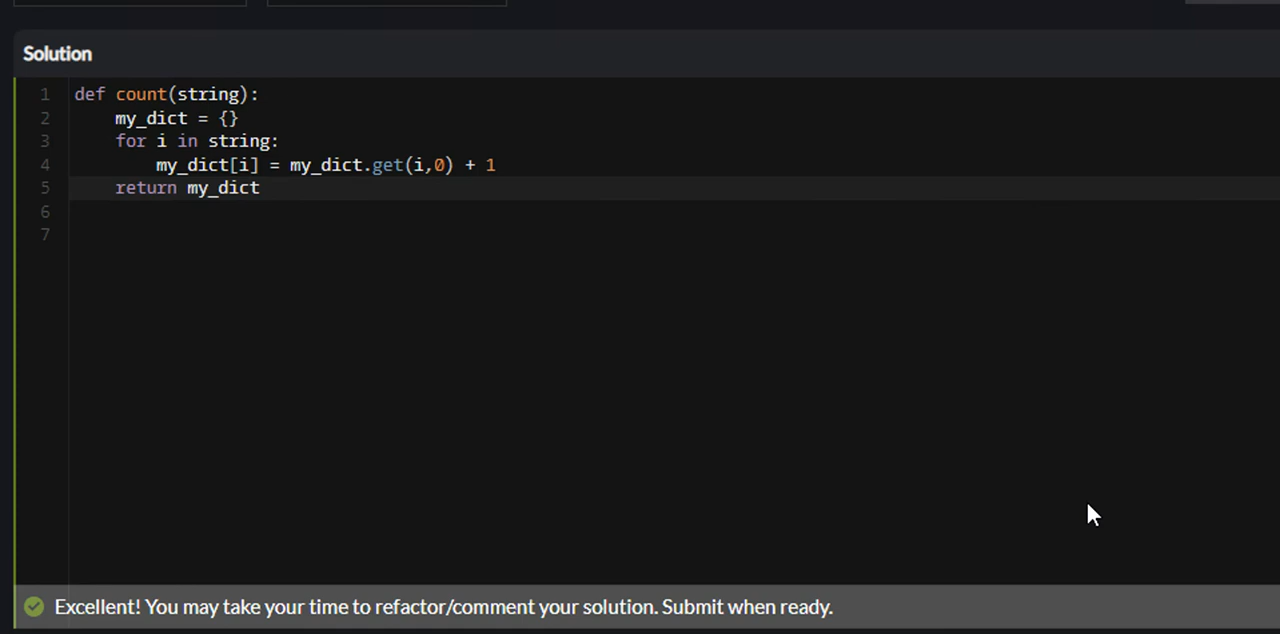 Solution
1 def count(string):
2     my_dict = {}
3     for i in string:
4         my_dict[i] = my_dict.get(i,0) + 1
5     return my_dict
6
7
Excellent! You may take your time to refactor/comment your solution. Submit when ready.